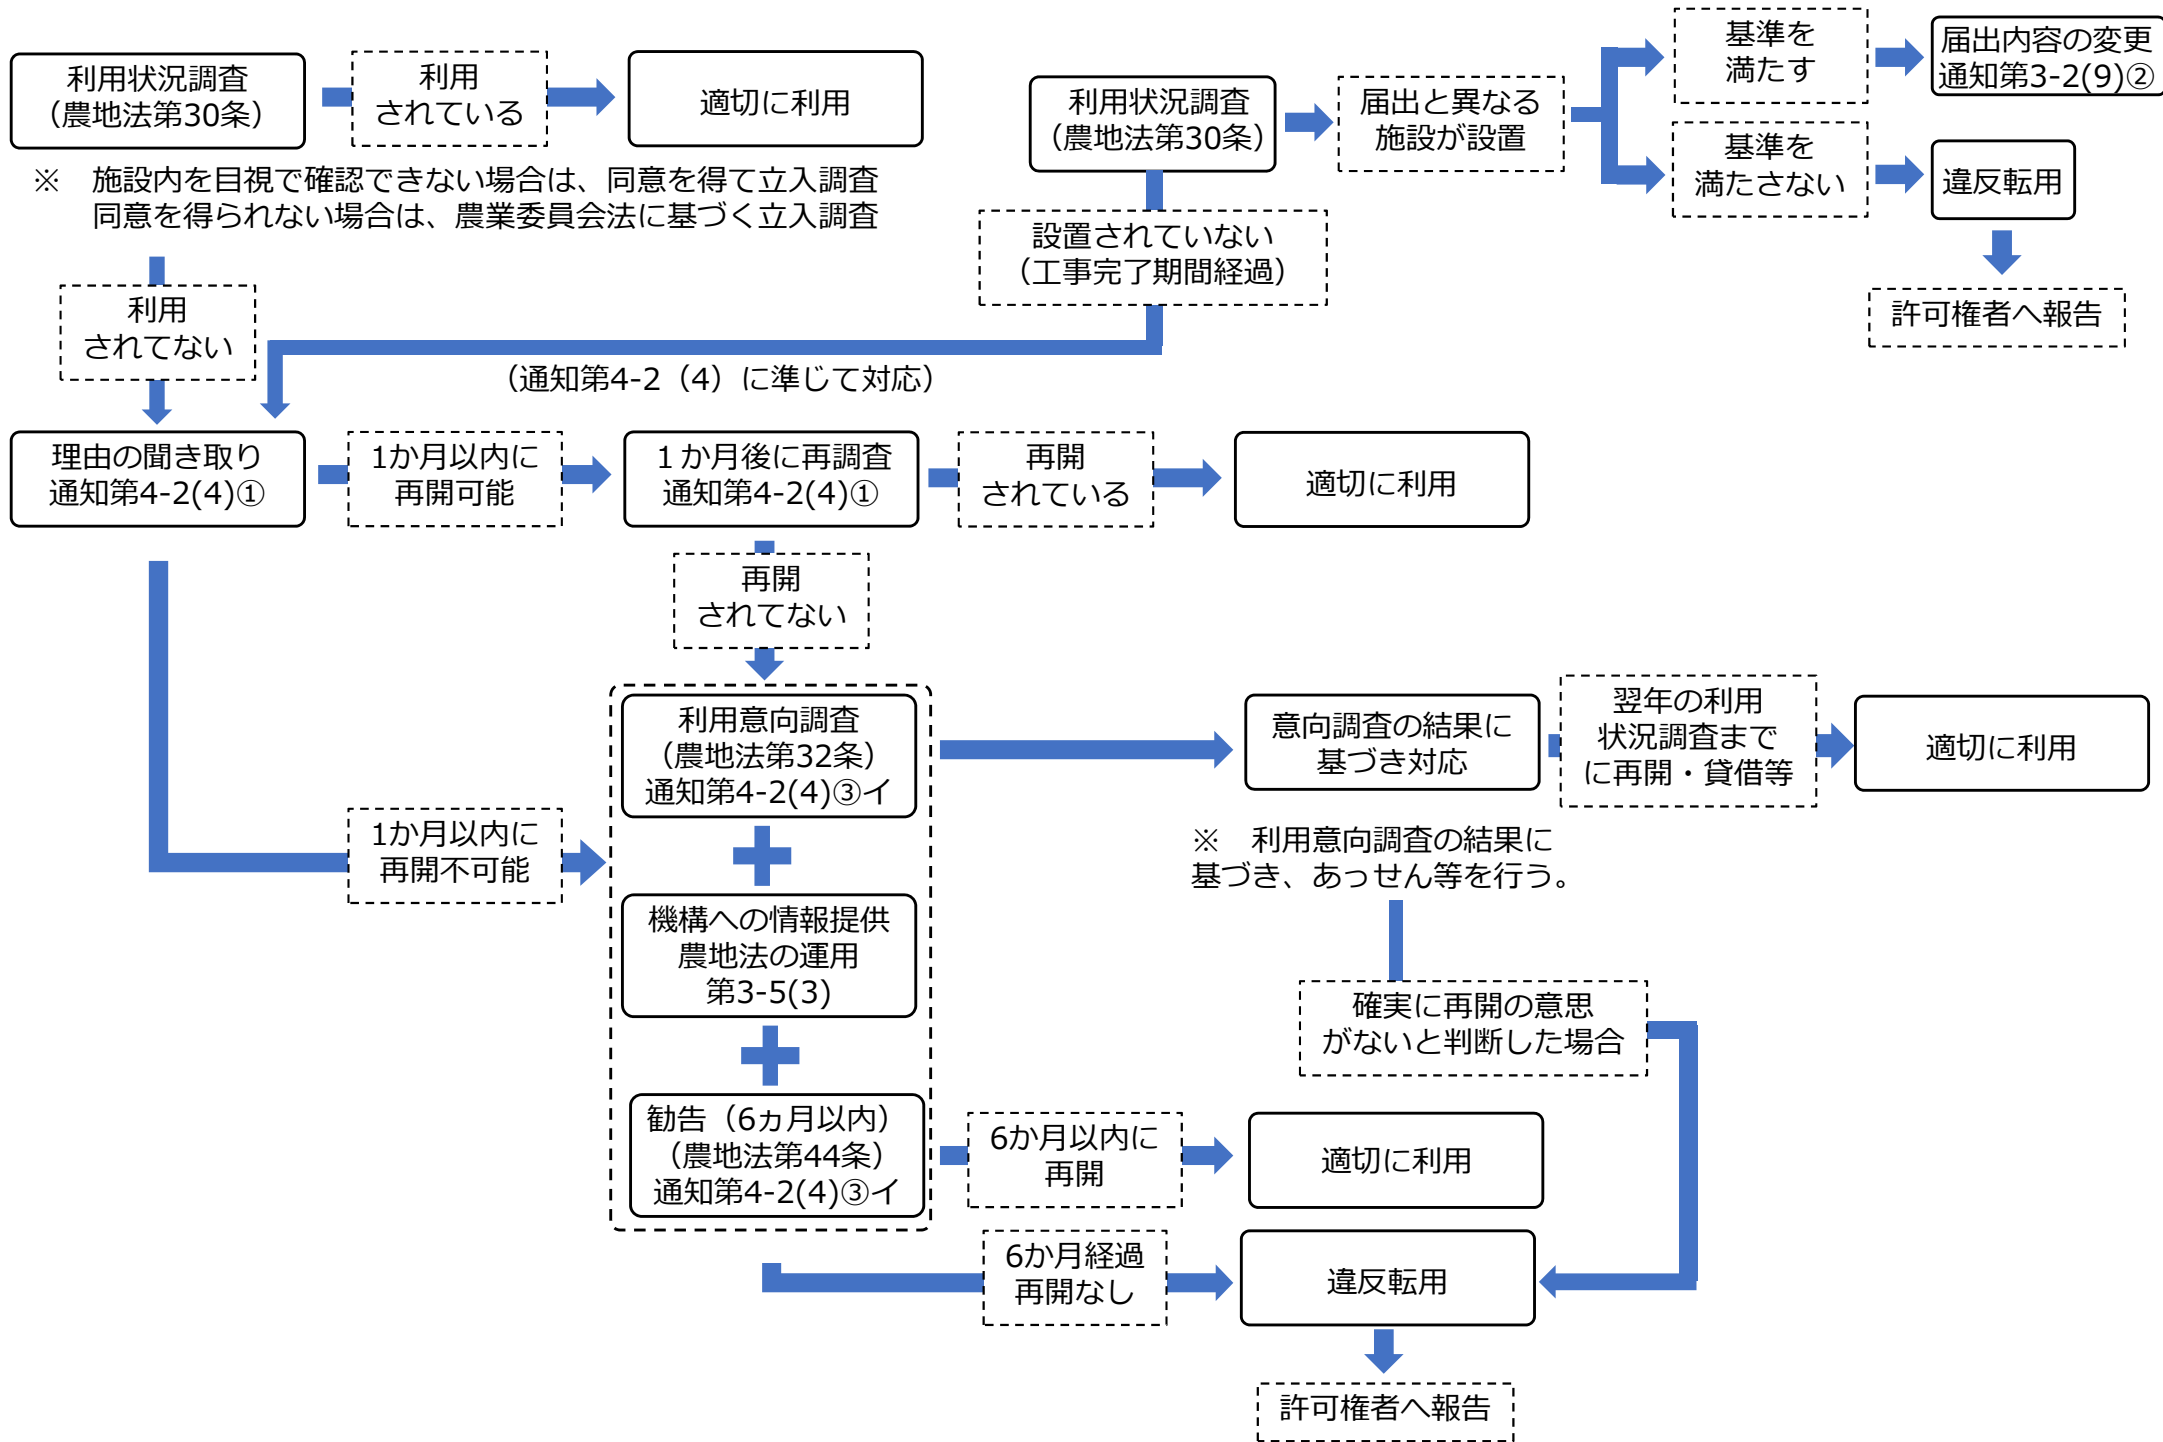 利用状況調査
（農地法第30条）
利用
されている
適切に利用
※　施設内を目視で確認できない場合は、同意を得て立入調査
同意を得られない場合は、農業委員会法に基づく立入調査
利用状況調査
（農地法第30条）
届出と異なる
施設が設置
基準を
満たす
届出内容の変更
通知第3-2(9)②
基準を
満たさない
違反転用
許可権者へ報告
設置されていない
（工事完了期間経過）
利用
されてない
（通知第4-2（4）に準じて対応）
理由の聞き取り
通知第4-2(4)①
1か月以内に
再開可能
１か月後に再調査
通知第4-2(4)①
再開
されている
適切に利用
再開
されてない
利用意向調査
（農地法第32条）
通知第4-2(4)③イ
意向調査の結果に
基づき対応
翌年の利用
状況調査まで
に再開・貸借等
適切に利用
1か月以内に
再開不可能
※　利用意向調査の結果に
基づき、あっせん等を行う。
機構への情報提供
農地法の運用
第3-5(3)
確実に再開の意思
がないと判断した場合
勧告（6ヵ月以内）
（農地法第44条）
通知第4-2(4)③イ
6か月以内に
再開
適切に利用
6か月経過
再開なし
違反転用
許可権者へ報告